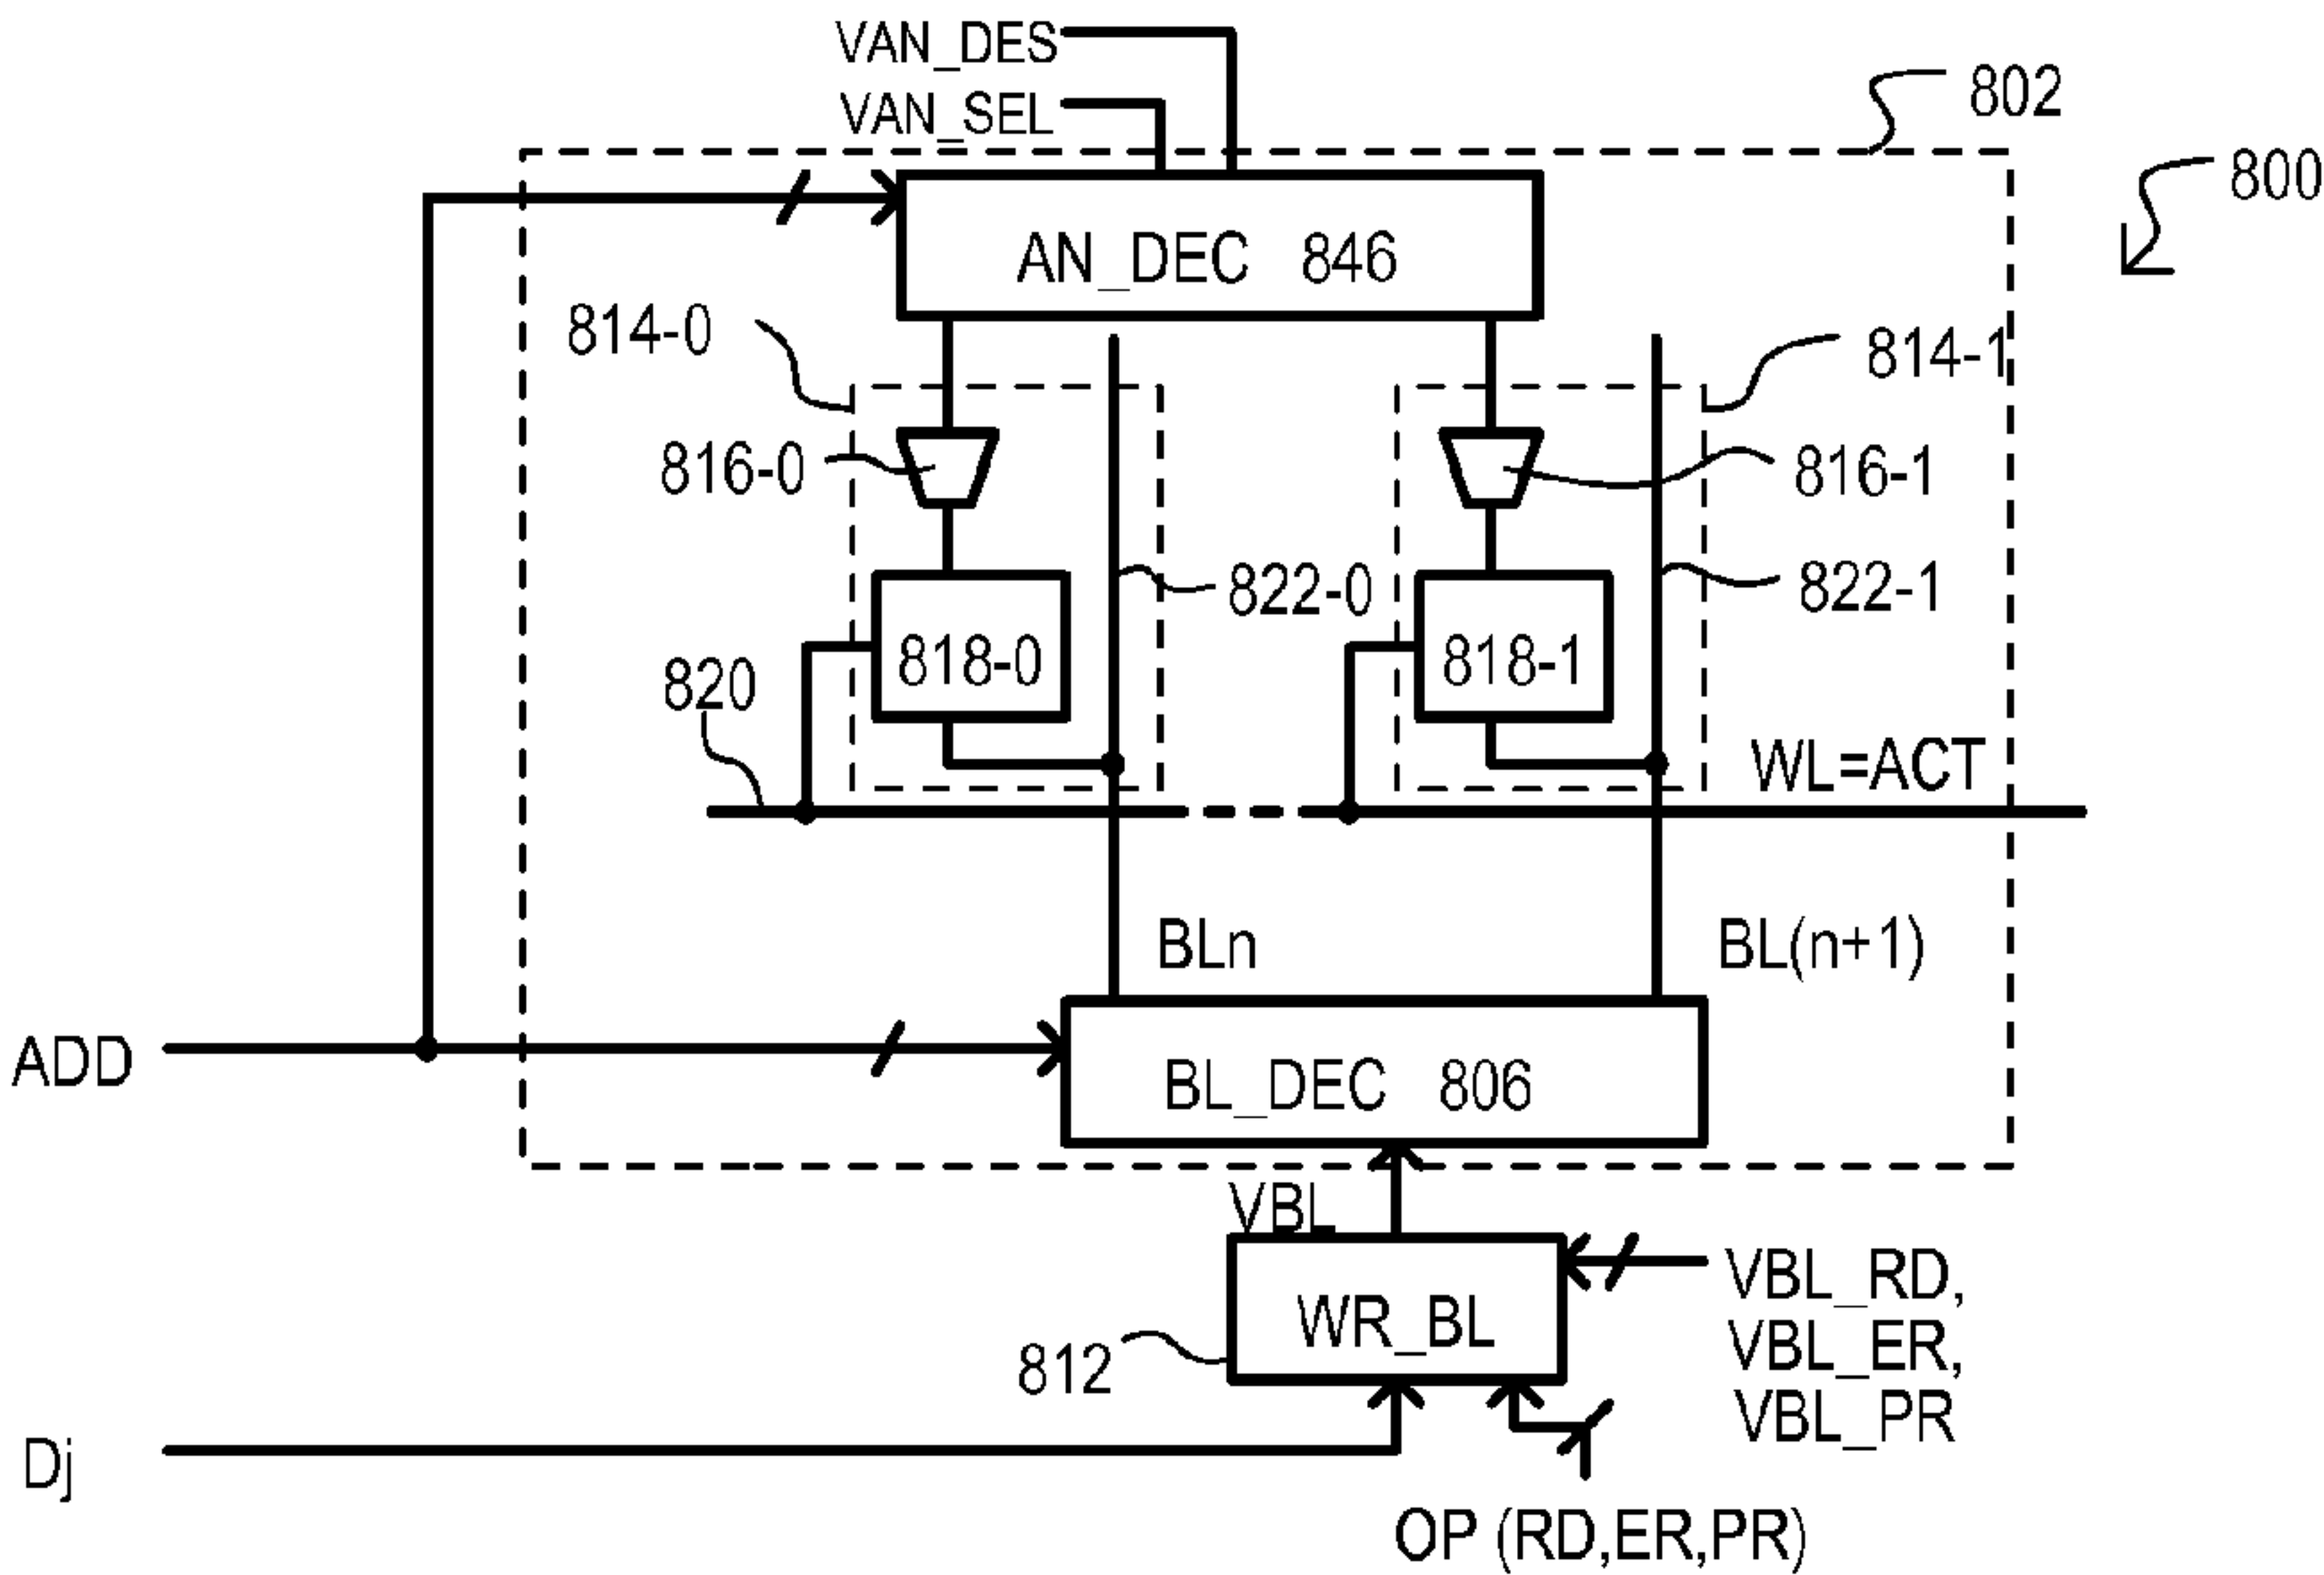 VAN_DES
VAN_SEL
802
800
AN_DEC 846
814-0
814-1
816-0
816-1
822-0
822-1
818-0
818-1
820
WL=ACT
BLn
BL(n+1)
ADD
BL_DEC 806
VBL
VBL_RD,
WR_BL
VBL_ER,
812
VBL_PR
Dj
OP (RD,ER,PR)